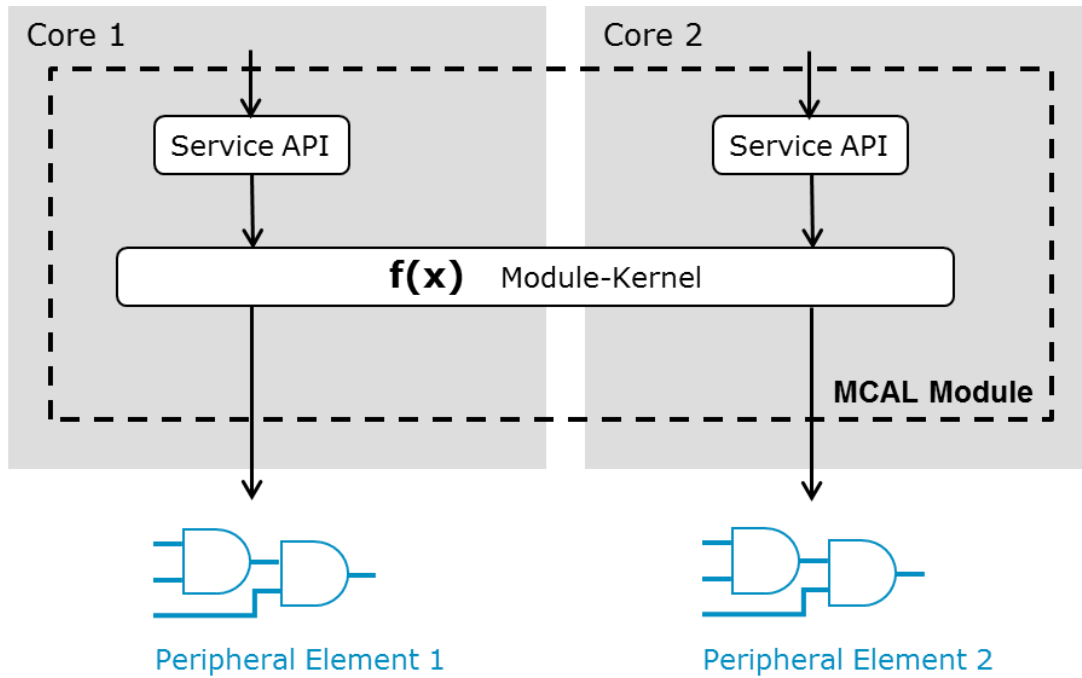 Core 1
Core 2
Service API
Service API
f(x) Module-Kernel
MCAL Module
Peripheral Element 1
Peripheral Element 2